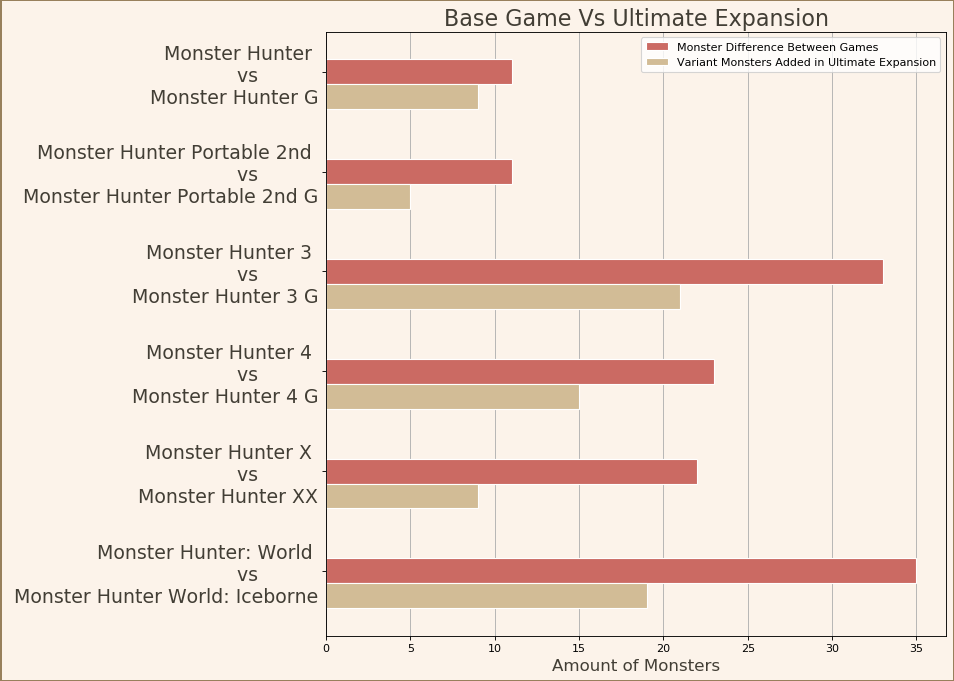 Base Game Vs Ultimate Expansion
Monster Difference Between Games
Variant Monsters Added in Ultimate Expansion
Monster Hunter
vs
Monster Hunter G
Monster Hunter Portable 2nd
vs
Monster Hunter Portable 2nd G
Monster Hunter 3
vs
Monster Hunter 3 G
Monster Hunter 4
vs
Monster Hunter 4 G
Monster Hunter X
vs
Monster Hunter XX
Monster Hunter: World
vs
Monster Hunter World: Iceborne
0 5 10 15 20 25 30 35
Amount of Monsters